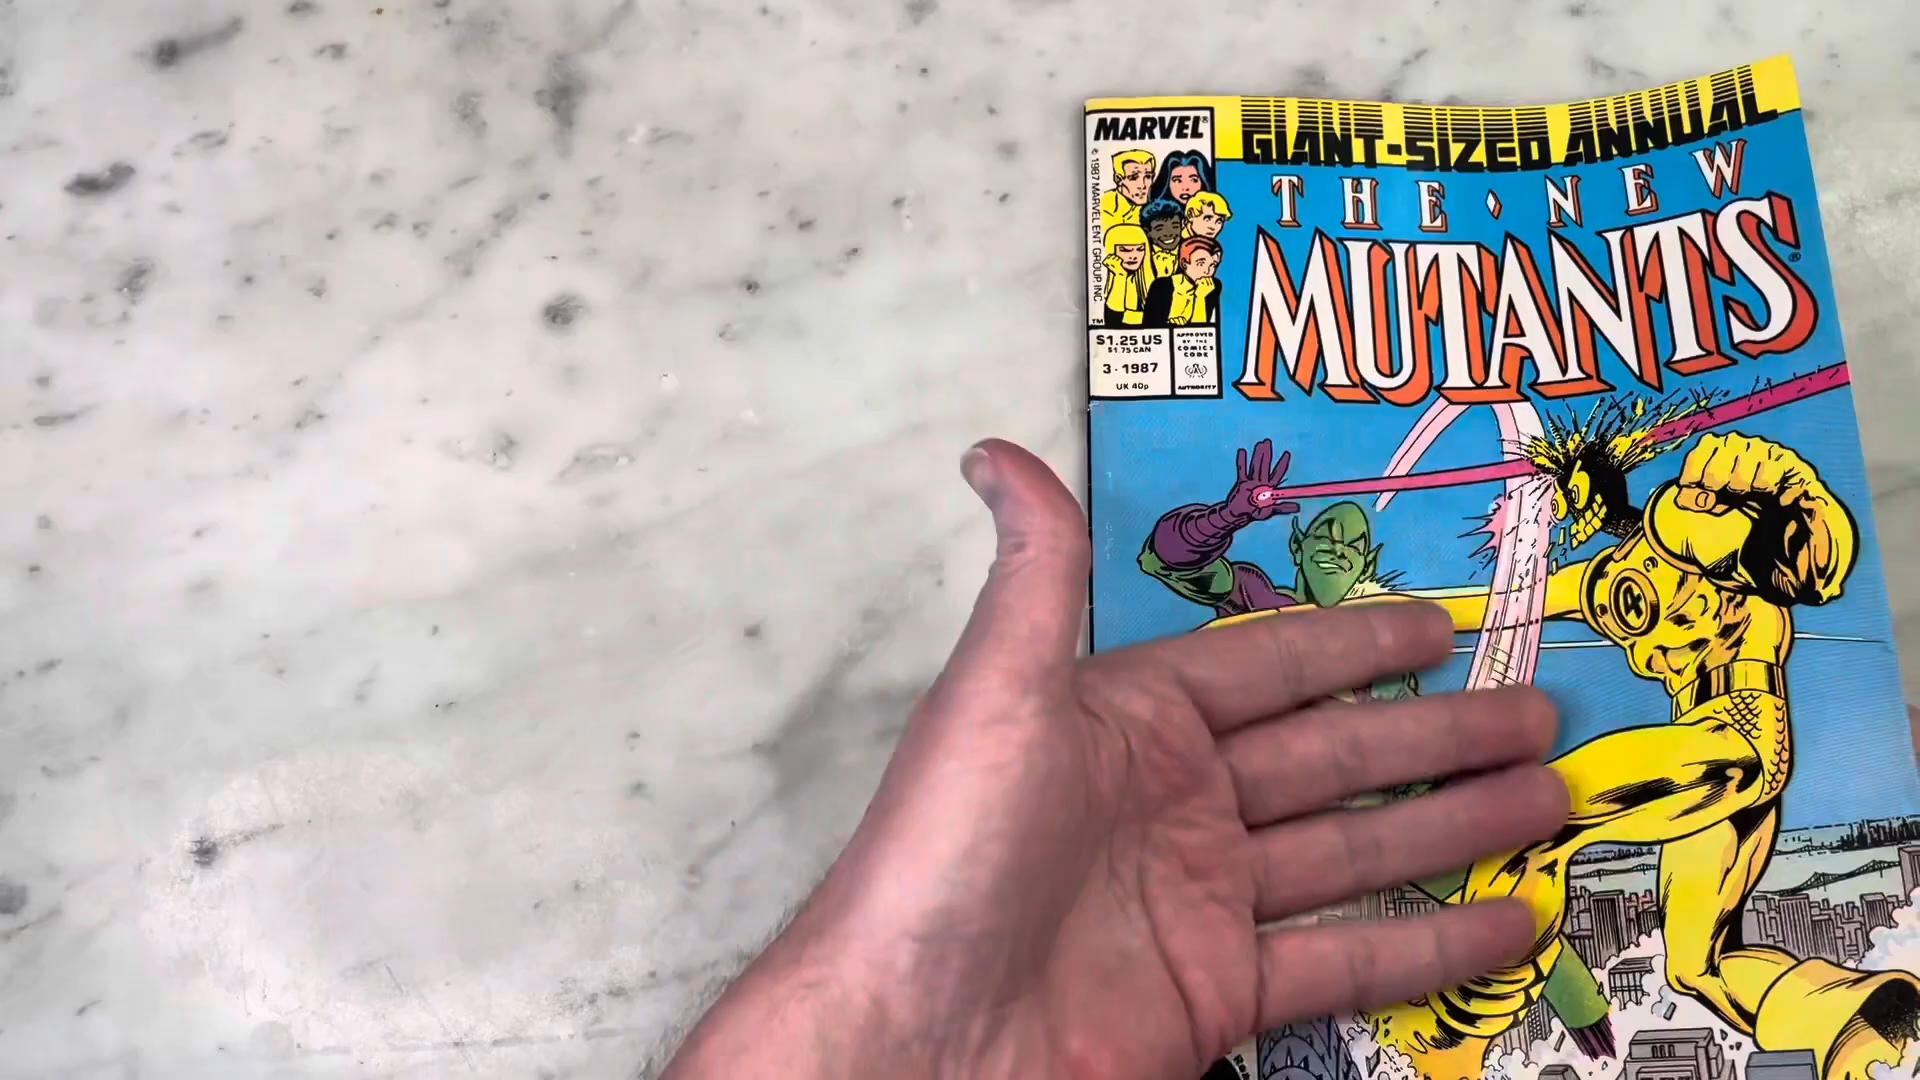 MARVEL®
GIANT-SIZED ANNUAL
THE·NEW
MUTANTS®
© 1987 MARVEL ENT. GROUP, INC.
TM
$1.25 US
$1.75 CAN
3·1987
UK 40p
APPROVED
BY THE
COMICS
CODE
AUTHORITY
4